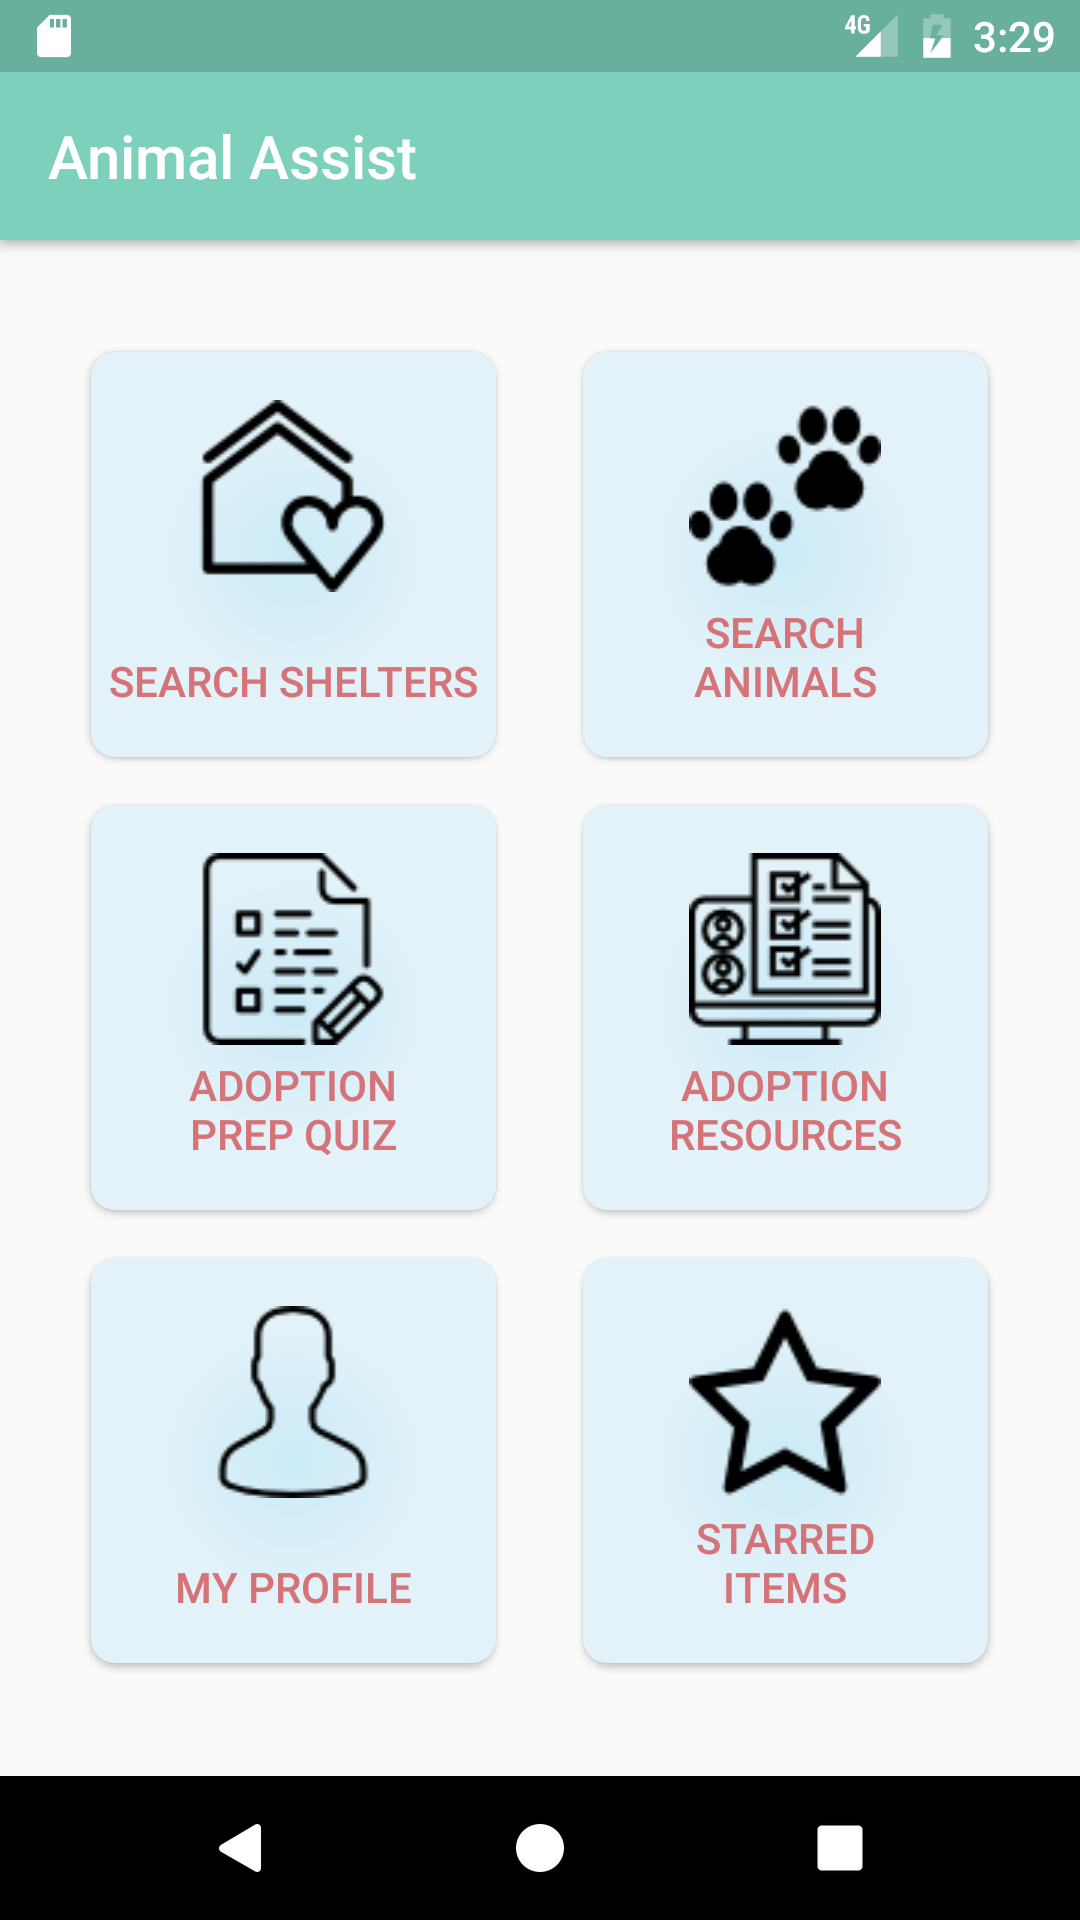 4G 3:29
Animal Assist
SEARCH SHELTERS
SEARCH
ANIMALS
ADOPTION
PREP QUIZ
ADOPTION
RESOURCES
MY PROFILE
STARRED
ITEMS